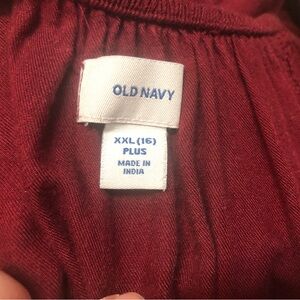 OLD NAVY
XXL (16)
PLUS
MADE IN
INDIA